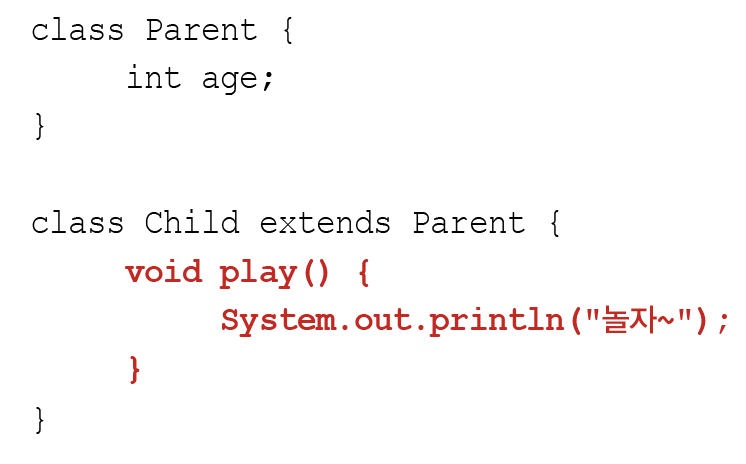 class Parent {
int age;
}
class Child extends Parent {
void play() {
System.out.println("놀자~");
}
}